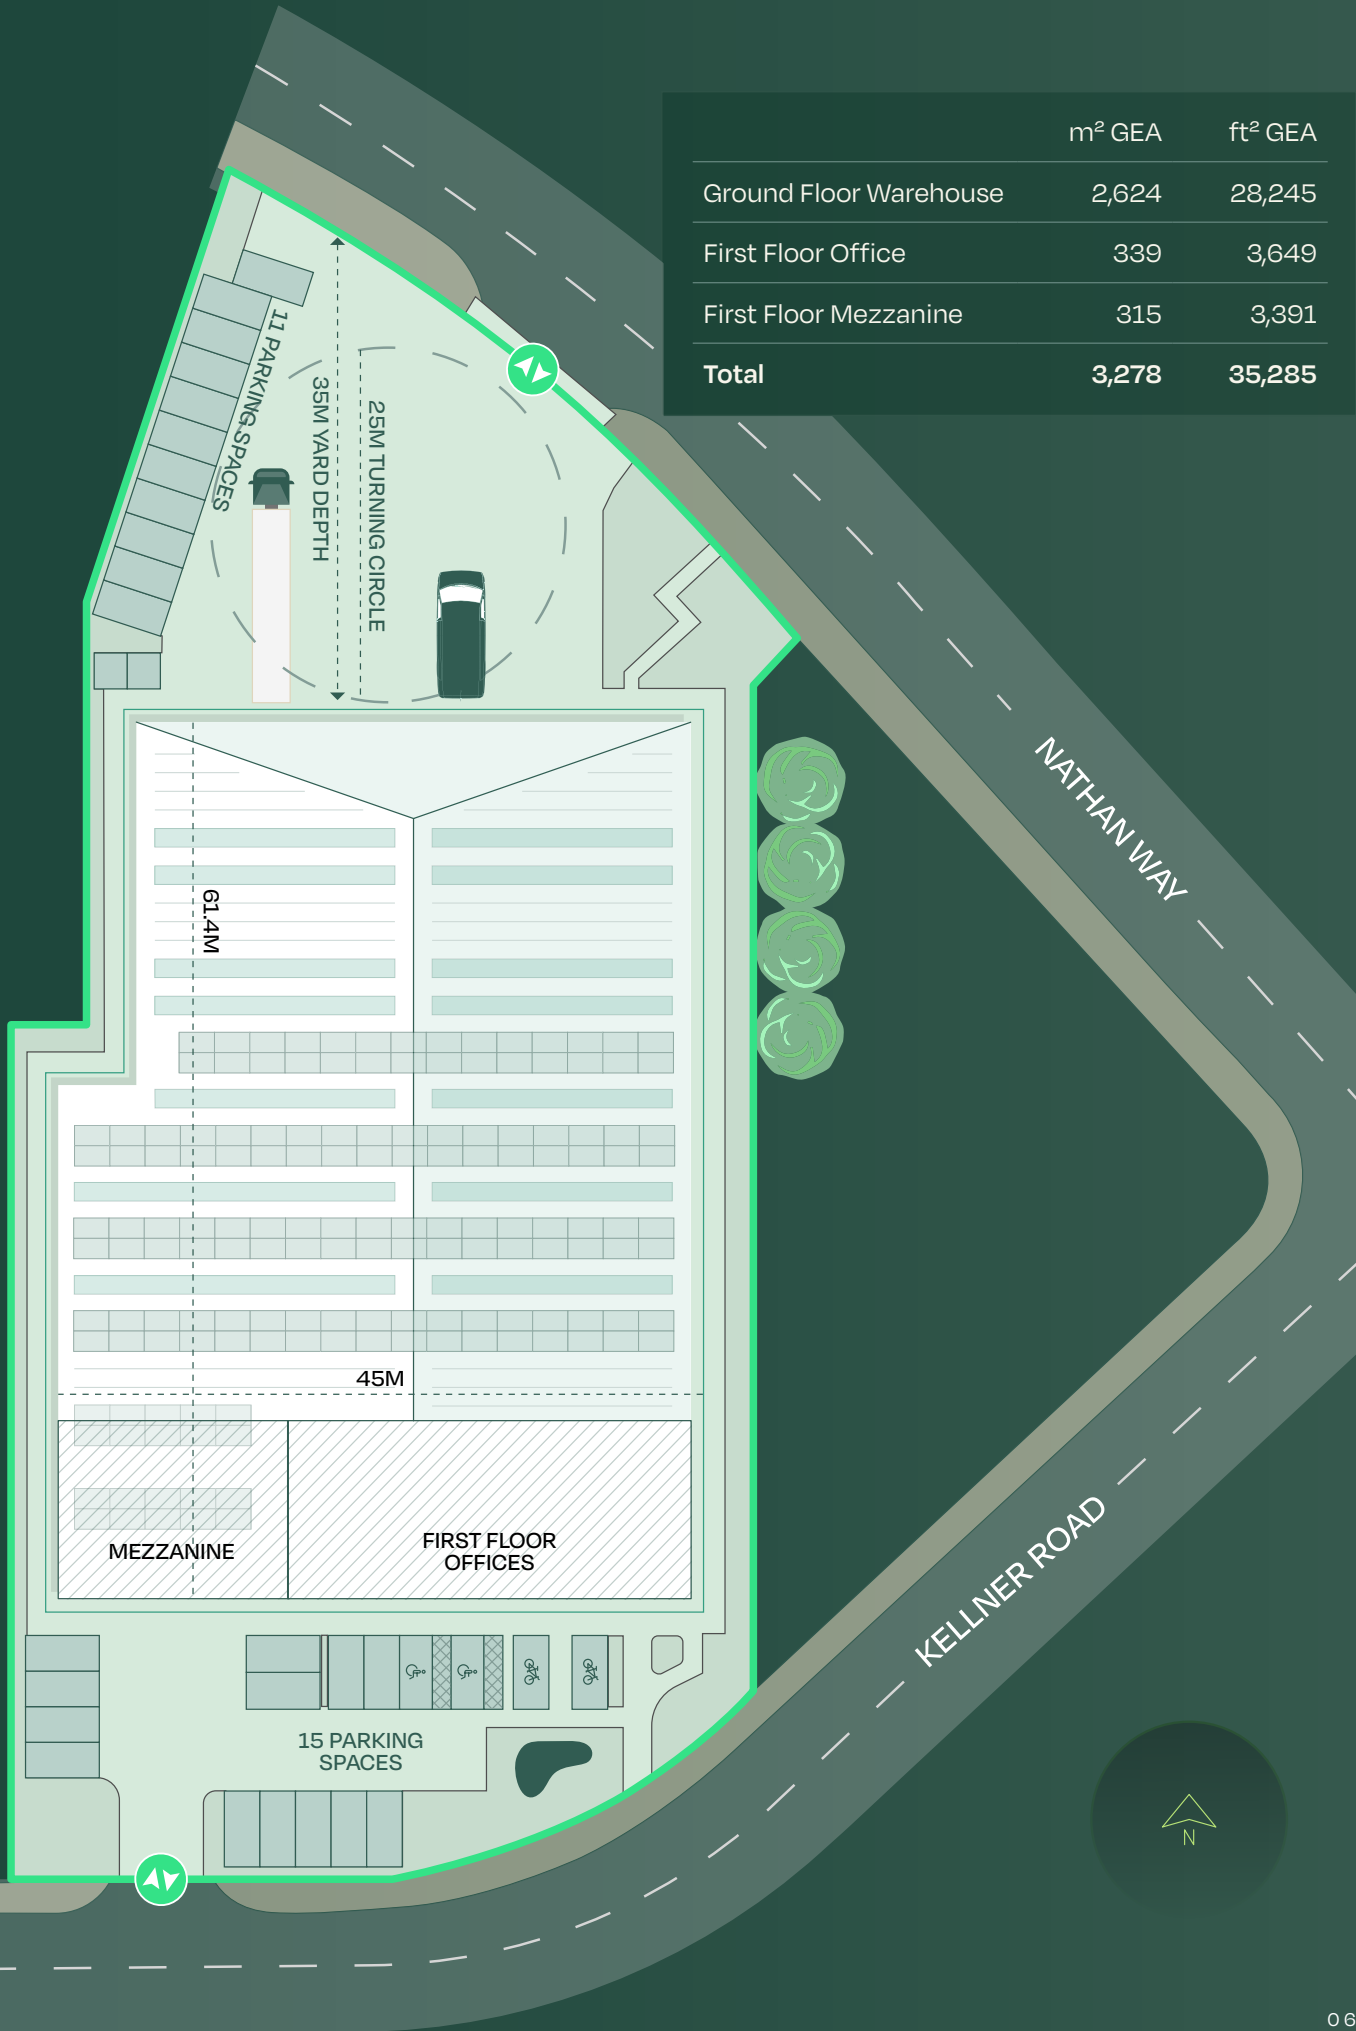 m² GEA ft² GEA
Ground Floor Warehouse 2,624 28,245
First Floor Office 339 3,649
First Floor Mezzanine 315 3,391
Total 3,278 35,285
11 PARKING SPACES
35M YARD DEPTH
25M TURNING CIRCLE
NATHAN WAY
61.4M
45M
MEZZANINE
FIRST FLOOR
OFFICES
KELLNER ROAD
15 PARKING
SPACES
N
06